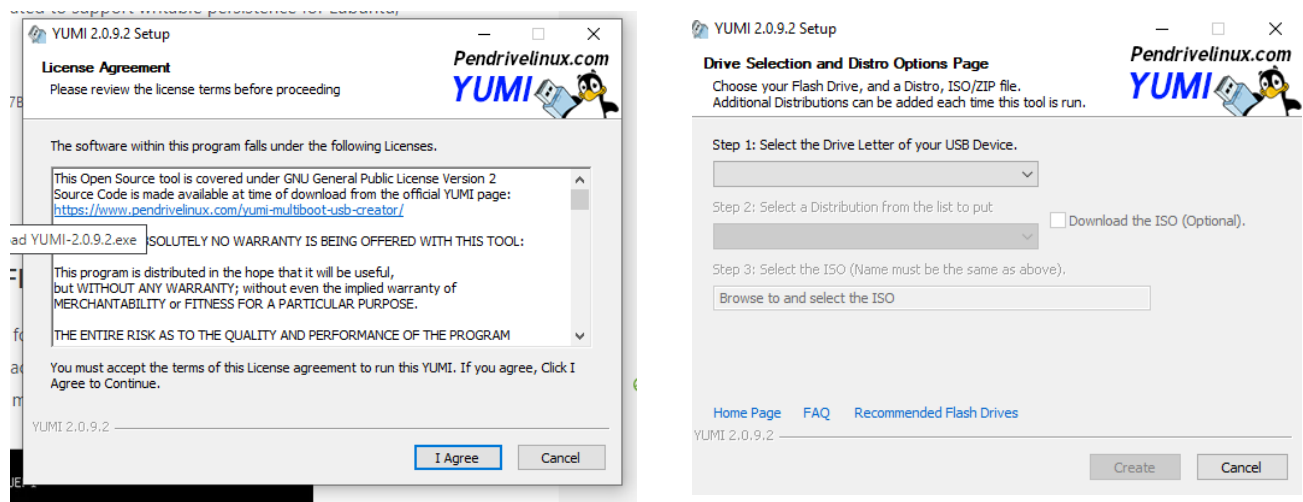 YUMI 2.0.9.2 Setup
License Agreement
Please review the license terms before proceeding
Pendrivelinux.com
YUMI
The software within this program falls under the following Licenses.
This Open Source tool is covered under GNU General Public License Version 2
Source Code is made available at time of download from the official YUMI page:
https://www.pendrivelinux.com/yumi-multiboot-usb-creator/
ad YUMI-2.0.9.2.exe
BSOLUTELY NO WARRANTY IS BEING OFFERED WITH THIS TOOL:
This program is distributed in the hope that it will be useful,
but WITHOUT ANY WARRANTY; without even the implied warranty of
MERCHANTABILITY or FITNESS FOR A PARTICULAR PURPOSE.
THE ENTIRE RISK AS TO THE QUALITY AND PERFORMANCE OF THE PROGRAM
You must accept the terms of this License agreement to run this YUMI. If you agree, Click I
Agree to Continue.
YUMI 2.0.9.2
I Agree
Cancel
YUMI 2.0.9.2 Setup
Drive Selection and Distro Options Page
Choose your Flash Drive, and a Distro, ISO/ZIP file.
Additional Distributions can be added each time this tool is run.
Pendrivelinux.com
YUMI
Step 1: Select the Drive Letter of your USB Device.
Step 2: Select a Distribution from the list to put
Download the ISO (Optional).
Step 3: Select the ISO (Name must be the same as above).
Browse to and select the ISO
Home Page
FAQ
Recommended Flash Drives
YUMI 2.0.9.2
Create
Cancel